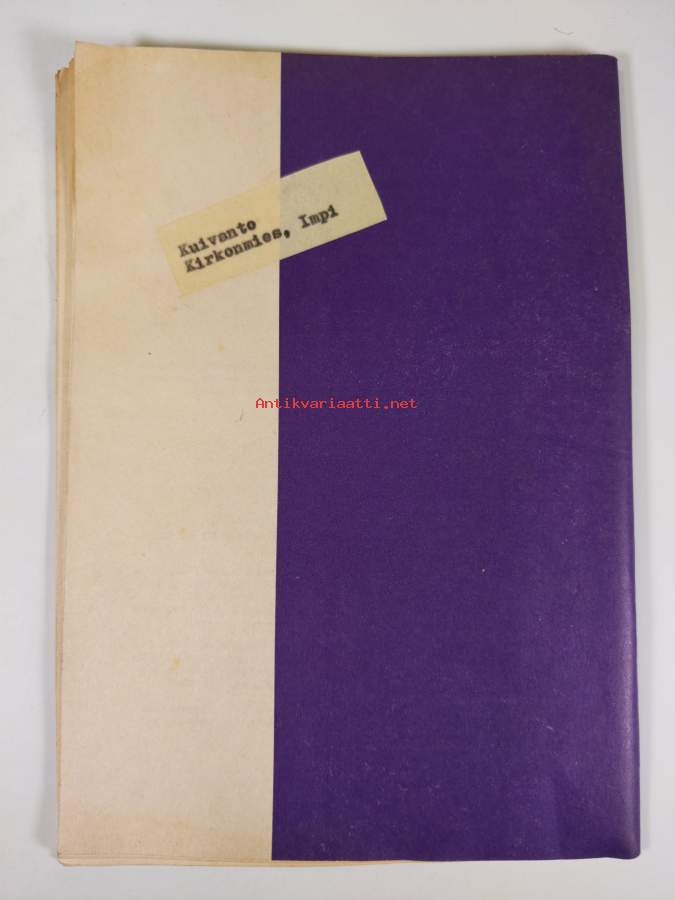 Kuivanto
Kirkonmies, Impi
Antikvariaatti.net